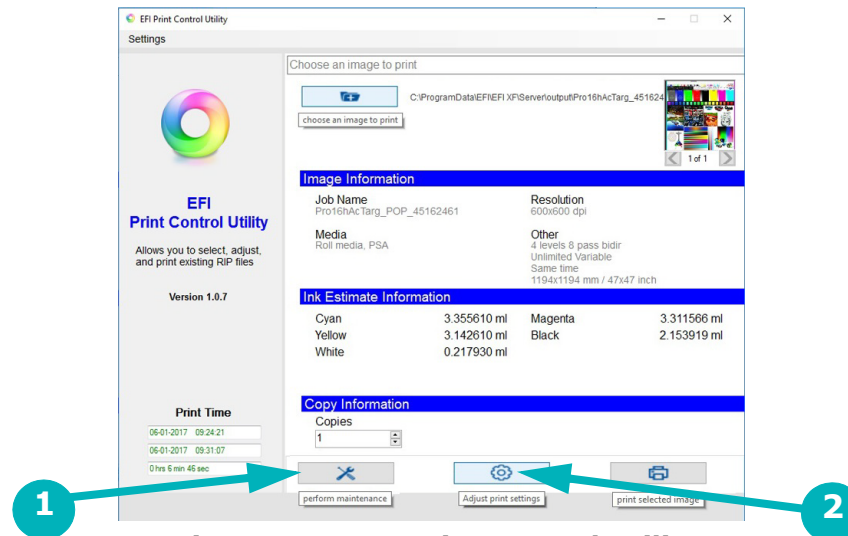 EFI Print Control Utility
Settings
Choose an image to print
C:\ProgramData\EFI\EFI XF\Server\output\Pro16hAcTarg_451624
choose an image to print
1 of 1
EFI
Print Control Utility
Allows you to select, adjust,
and print existing RIP files
Version 1.0.7
Image Information
Job Name
Pro16hAcTarg_POP_45162461
Resolution
600x600 dpi
Media
Roll media, PSA
Other
4 levels 8 pass bidir
Unlimited Variable
Same time
1194x1194 mm / 47x47 inch
Ink Estimate Information
Cyan 3.355610 ml Magenta 3.311566 ml
Yellow 3.142610 ml Black 2.153919 ml
White 0.217930 ml
Copy Information
Copies
1
Print Time
06-01-2017 09:24:21
06-01-2017 09:31:07
0 hrs 6 min 46 sec
perform maintenance
Adjust print settings
print selected image
1
2